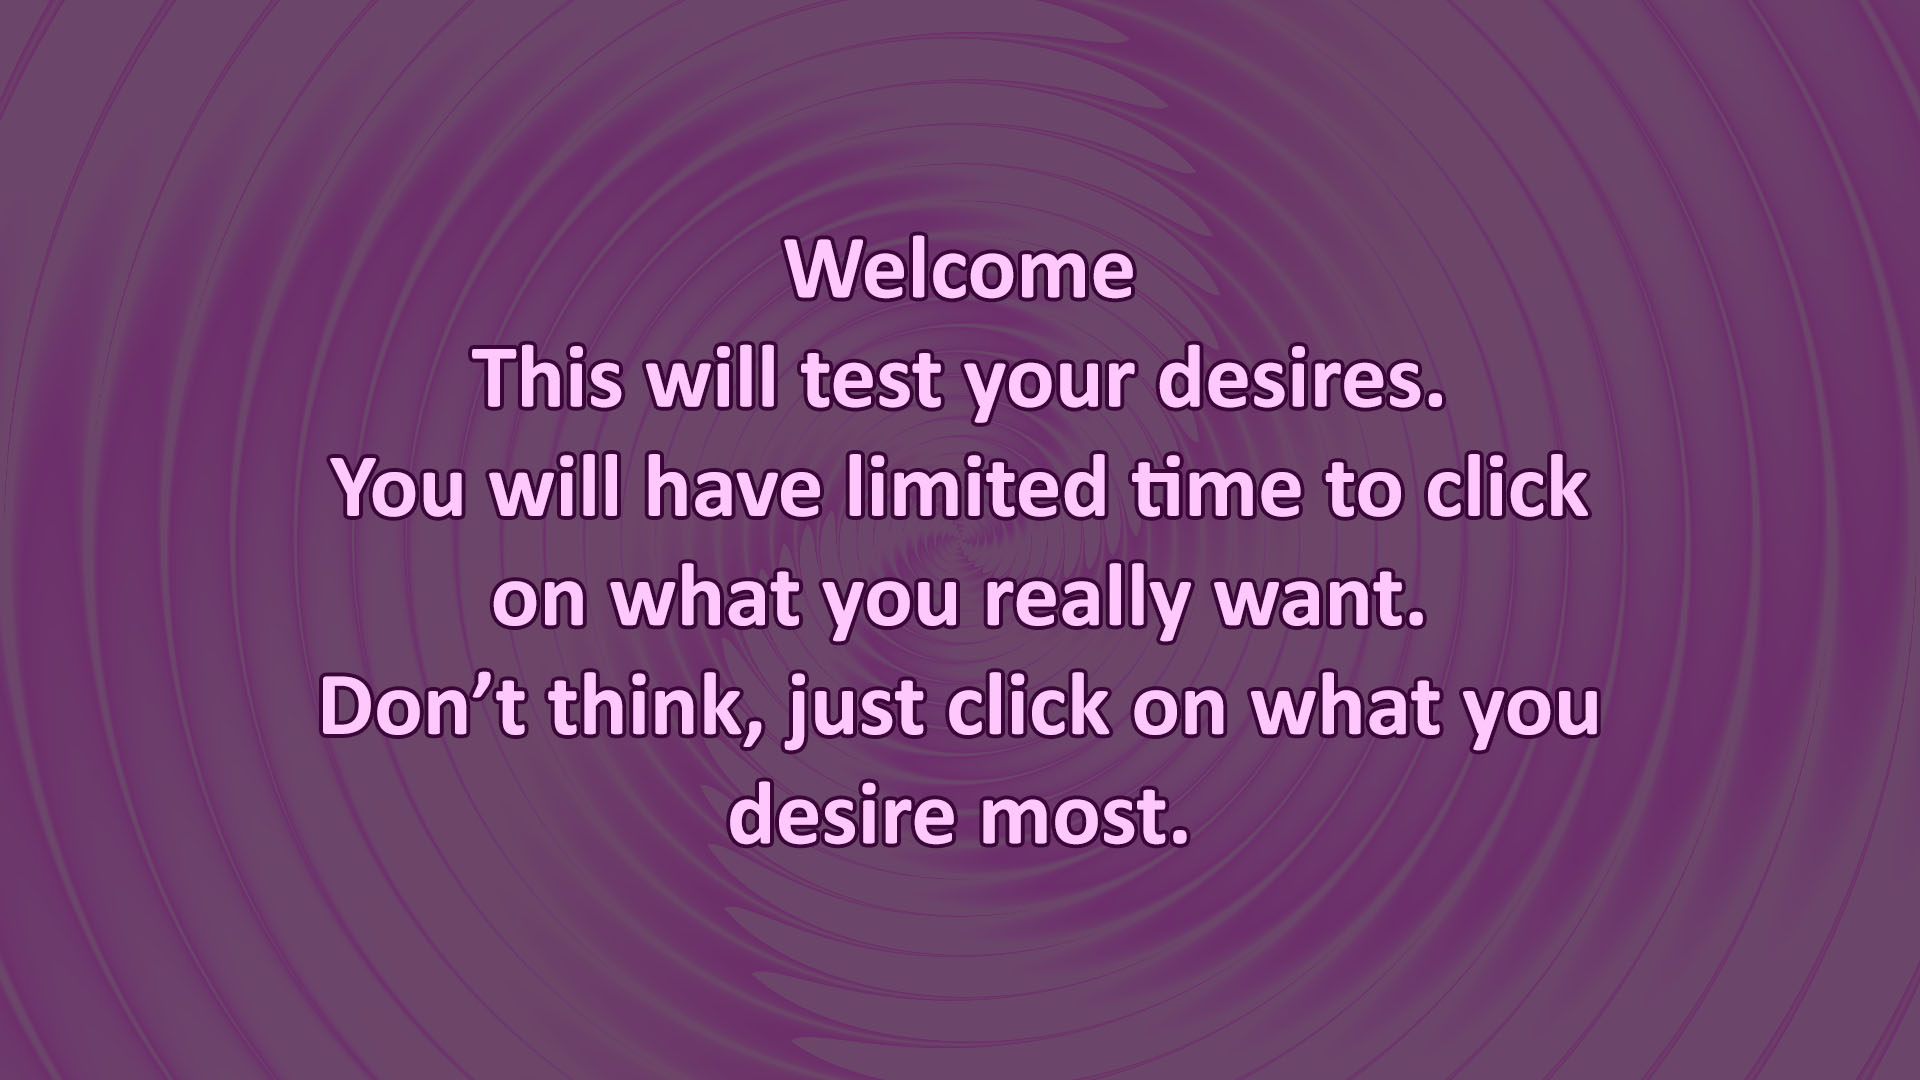 Welcome
This will test your desires.
You will have limited time to click
on what you really want.
Don’t think, just click on what you
desire most.